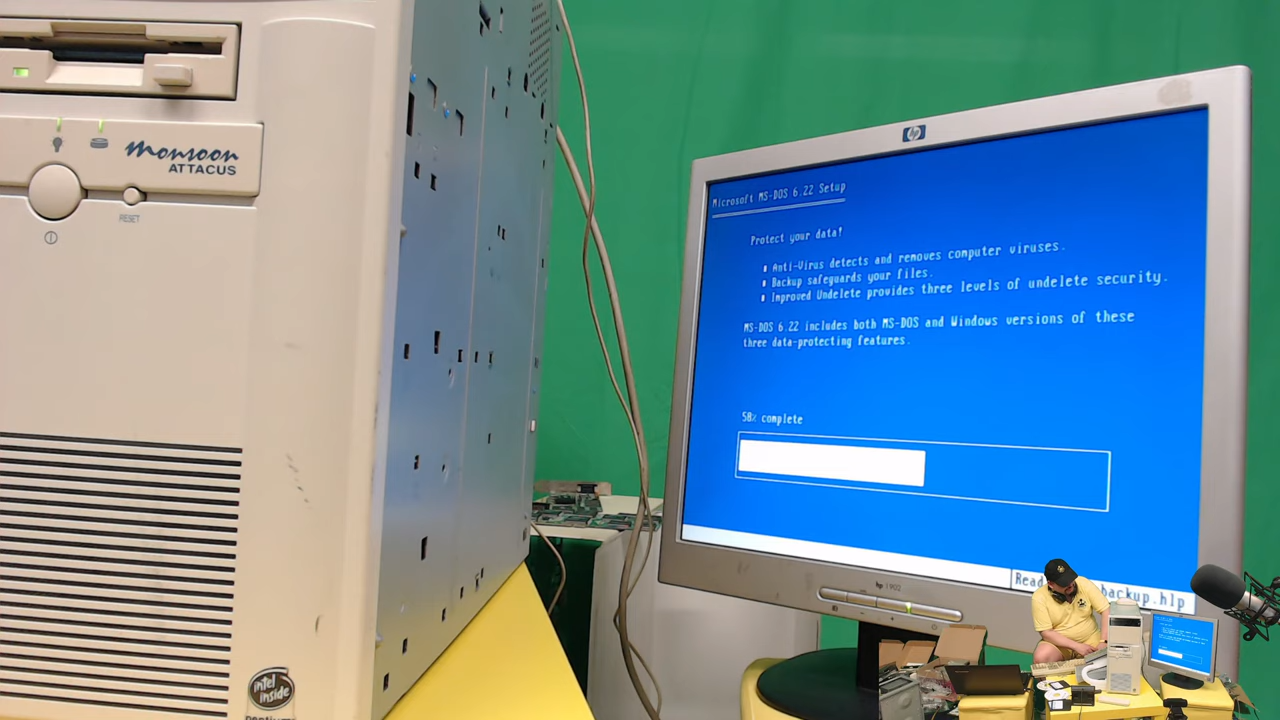 Monsoon
ATTACUS
RESET
intel
inside
hp
Microsoft MS-DOS 6.22 Setup
Protect your data!
Anti-Virus detects and removes computer viruses.
Backup safeguards your files.
Improved Undelete provides three levels of undelete security.
MS-DOS 6.22 includes both MS-DOS and Windows versions of these
three data-protecting features.
58% complete
backup.hlp
hp